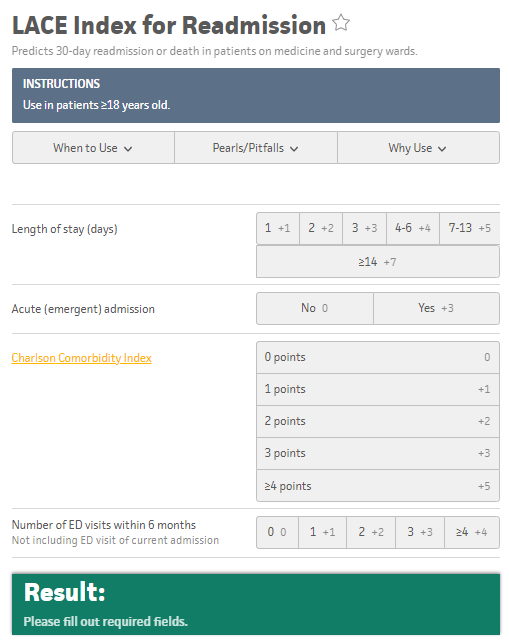 LACE Index for Readmission
Predicts 30-day readmission or death in patients on medicine and surgery wards.
INSTRUCTIONS
Use in patients ≥18 years old.
When to Use Pearls/Pitfalls Why Use
Length of stay (days) 1 +1 2 +2 3 +3 4-6 +4 7-13 +5
≥14 +7
Acute (emergent) admission No 0 Yes +3
Charlson Comorbidity Index 0 points 0
1 points +1
2 points +2
3 points +3
≥4 points +5
Number of ED visits within 6 months 0 0 1 +1 2 +2 3 +3 ≥4 +4
Not including ED visit of current admission
Result:
Please fill out required fields.